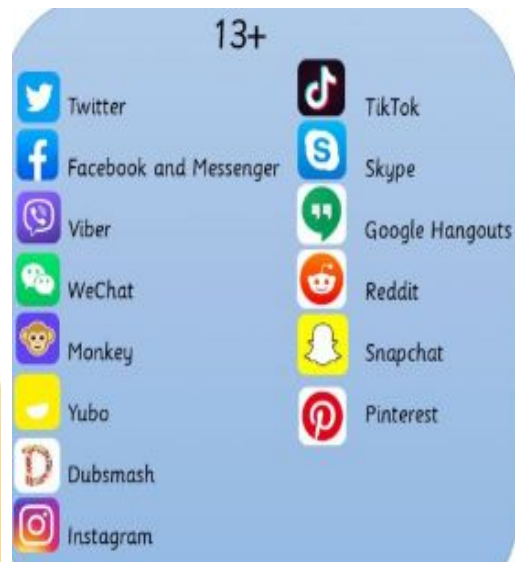 13+
Twitter
Facebook and Messenger
Viber
WeChat
Monkey
Yubo
Dubsmash
Instagram
TikTok
Skype
Google Hangouts
Reddit
Snapchat
Pinterest